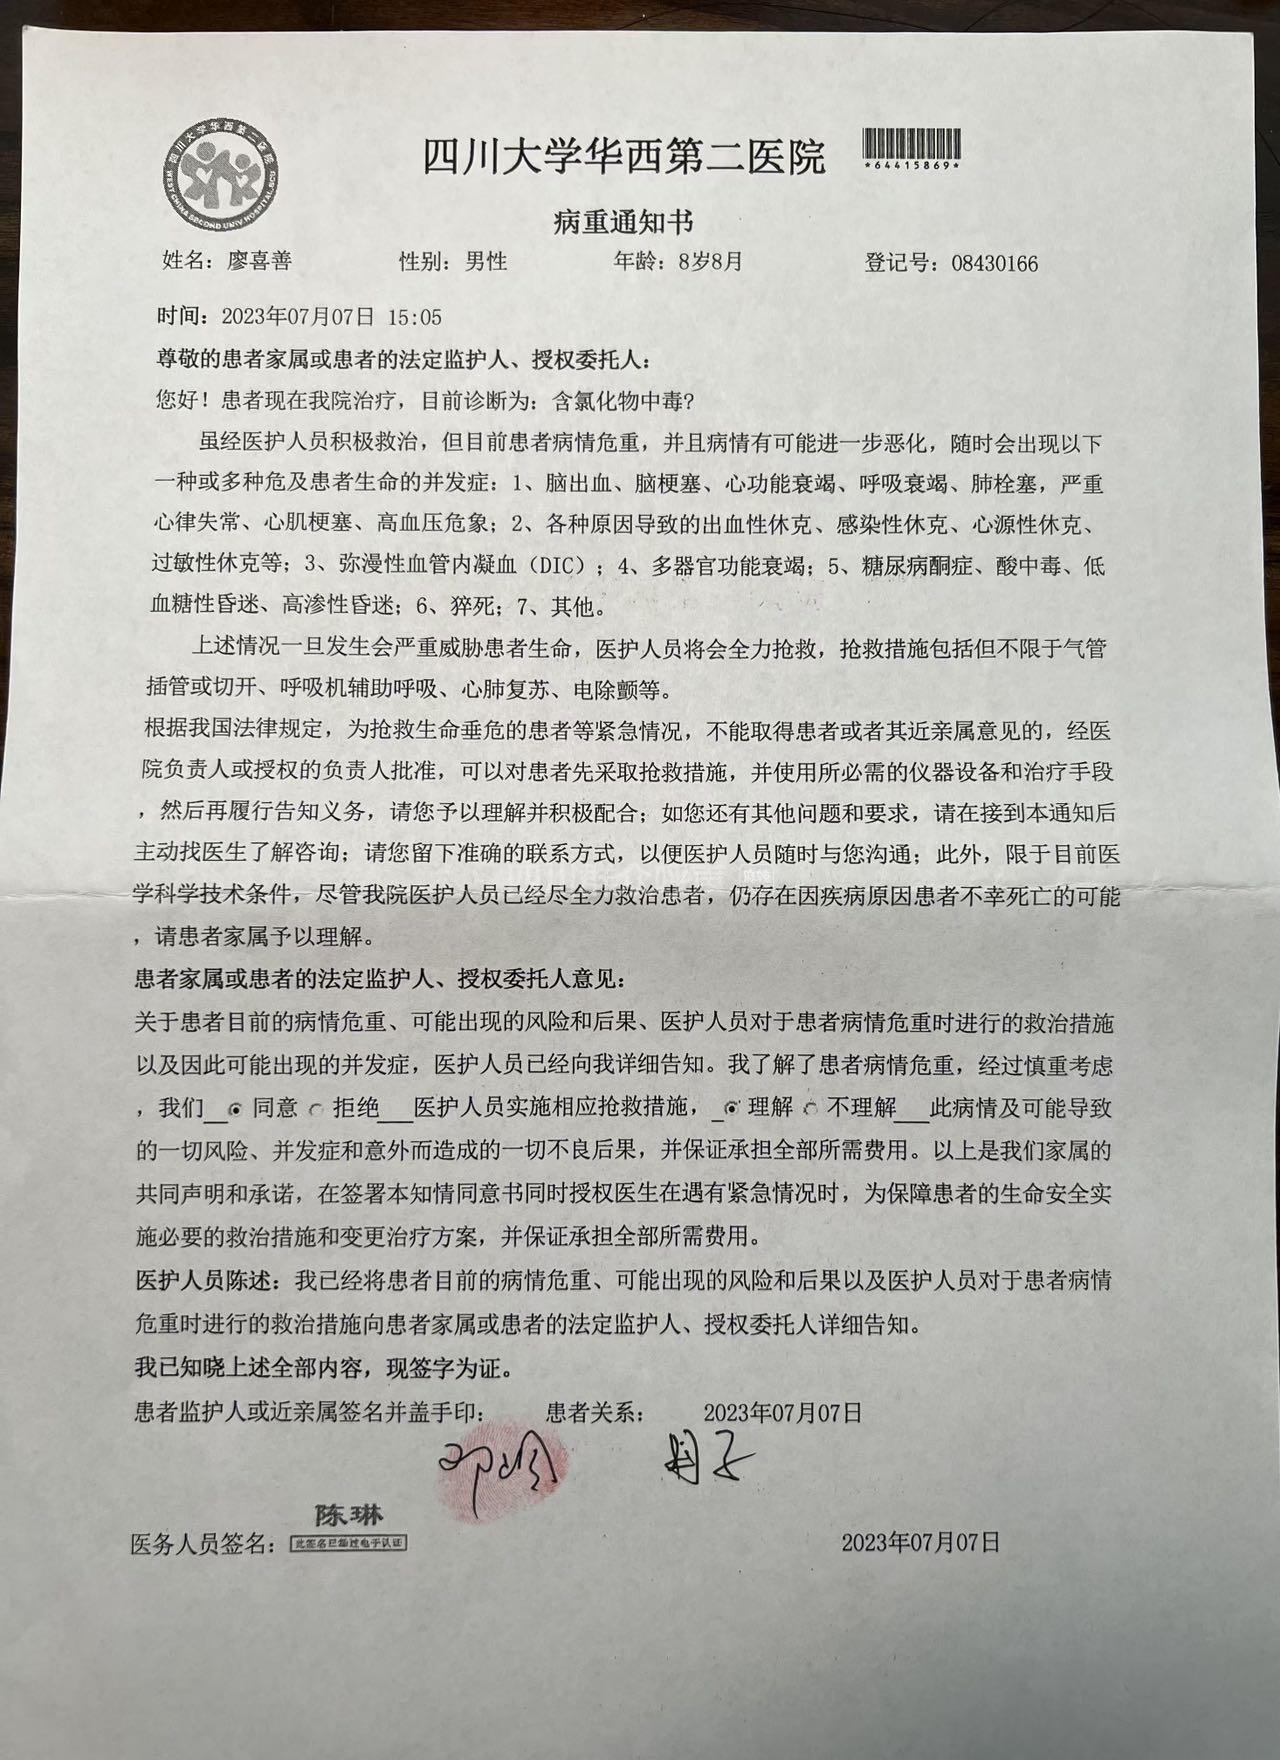 四川大学华西第二医院
WEST CHINA SECOND UNIV. HOSPITAL.SCU
四川大学华西第二医院
*64415869*
病重通知书
姓名：廖喜善 性别：男性 年龄：8岁8月 登记号：08430166
时间：2023年07月07日 15:05
尊敬的患者家属或患者的法定监护人、授权委托人：
您好！患者现在我院治疗，目前诊断为：含氯化物中毒?
虽经医护人员积极救治，但目前患者病情危重，并且病情有可能进一步恶化，随时会出现以下
一种或多种危及患者生命的并发症：1、脑出血、脑梗塞、心功能衰竭、呼吸衰竭、肺栓塞，严重
心律失常、心肌梗塞、高血压危象；2、各种原因导致的出血性休克、感染性休克、心源性休克、
过敏性休克等；3、弥漫性血管内凝血（DIC）；4、多器官功能衰竭；5、糖尿病酮症、酸中毒、低
血糖性昏迷、高渗性昏迷；6、猝死；7、其他。
上述情况一旦发生会严重威胁患者生命，医护人员将会全力抢救，抢救措施包括但不限于气管
插管或切开、呼吸机辅助呼吸、心肺复苏、电除颤等。
根据我国法律规定，为抢救生命垂危的患者等紧急情况，不能取得患者或者其近亲属意见的，经医
院负责人或授权的负责人批准，可以对患者先采取抢救措施，并使用所必需的仪器设备和治疗手段
，然后再履行告知义务，请您予以理解并积极配合；如您还有其他问题和要求，请在接到本通知后
主动找医生了解咨询；请您留下准确的联系方式，以便医护人员随时与您沟通；此外，限于目前医
学科学技术条件，尽管我院医护人员已经尽全力救治患者，仍存在因疾病原因患者不幸死亡的可能
，请患者家属予以理解。
患者家属或患者的法定监护人、授权委托人意见：
关于患者目前的病情危重、可能出现的风险和后果、医护人员对于患者病情危重时进行的救治措施
以及因此可能出现的并发症，医护人员已经向我详细告知。我了解了患者病情危重，经过慎重考虑
，我们 同意 拒绝 医护人员实施相应抢救措施， 理解 不理解 此病情及可能导致
的一切风险、并发症和意外而造成的一切不良后果，并保证承担全部所需费用。以上是我们家属的
共同声明和承诺，在签署本知情同意书同时授权医生在遇有紧急情况时，为保障患者的生命安全实
施必要的救治措施和变更治疗方案，并保证承担全部所需费用。
医护人员陈述：我已经将患者目前的病情危重、可能出现的风险和后果以及医护人员对于患者病情
危重时进行的救治措施向患者家属或患者的法定监护人、授权委托人详细告知。
我已知晓上述全部内容，现签字为证。
患者监护人或近亲属签名并盖手印： 患者关系： 2023年07月07日
陈琳
医务人员签名： 此签名已经过电子认证 2023年07月07日